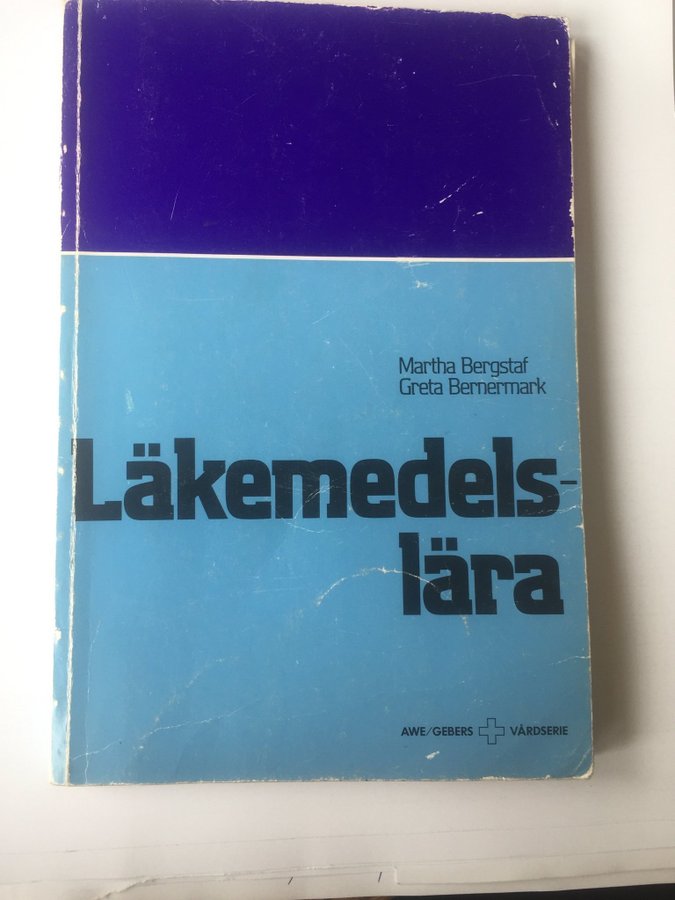 Martha Bergstaf
Greta Bernermark
Läkemedels-
lära
AWE/GEBERS VÅRDSERIE